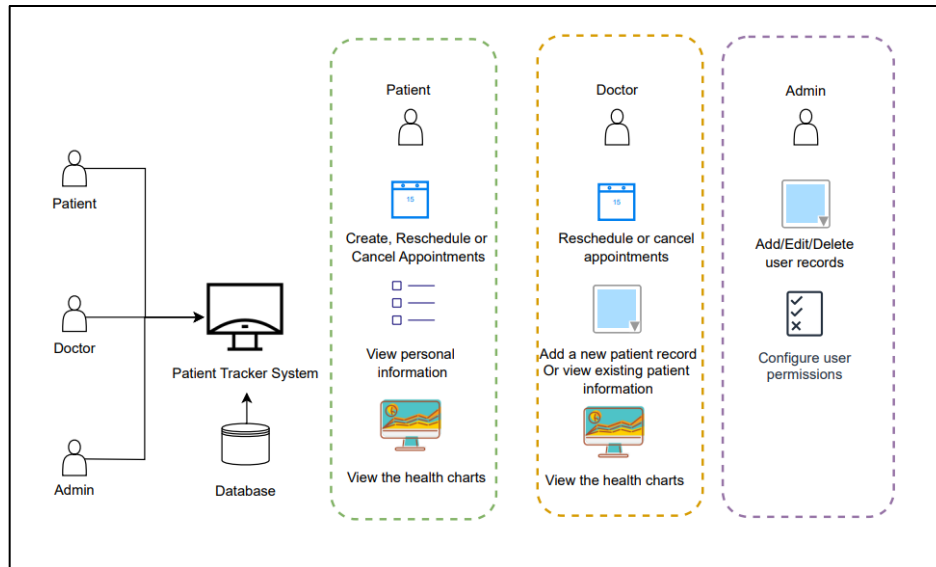 Patient
Doctor
Patient Tracker System
Admin
Database
Patient
15
Create, Reschedule or
Cancel Appointments
View personal
information
View the health charts
Doctor
15
Reschedule or cancel
appointments
Add a new patient record
Or view existing patient
information
View the health charts
Admin
Add/Edit/Delete
user records
Configure user
permissions